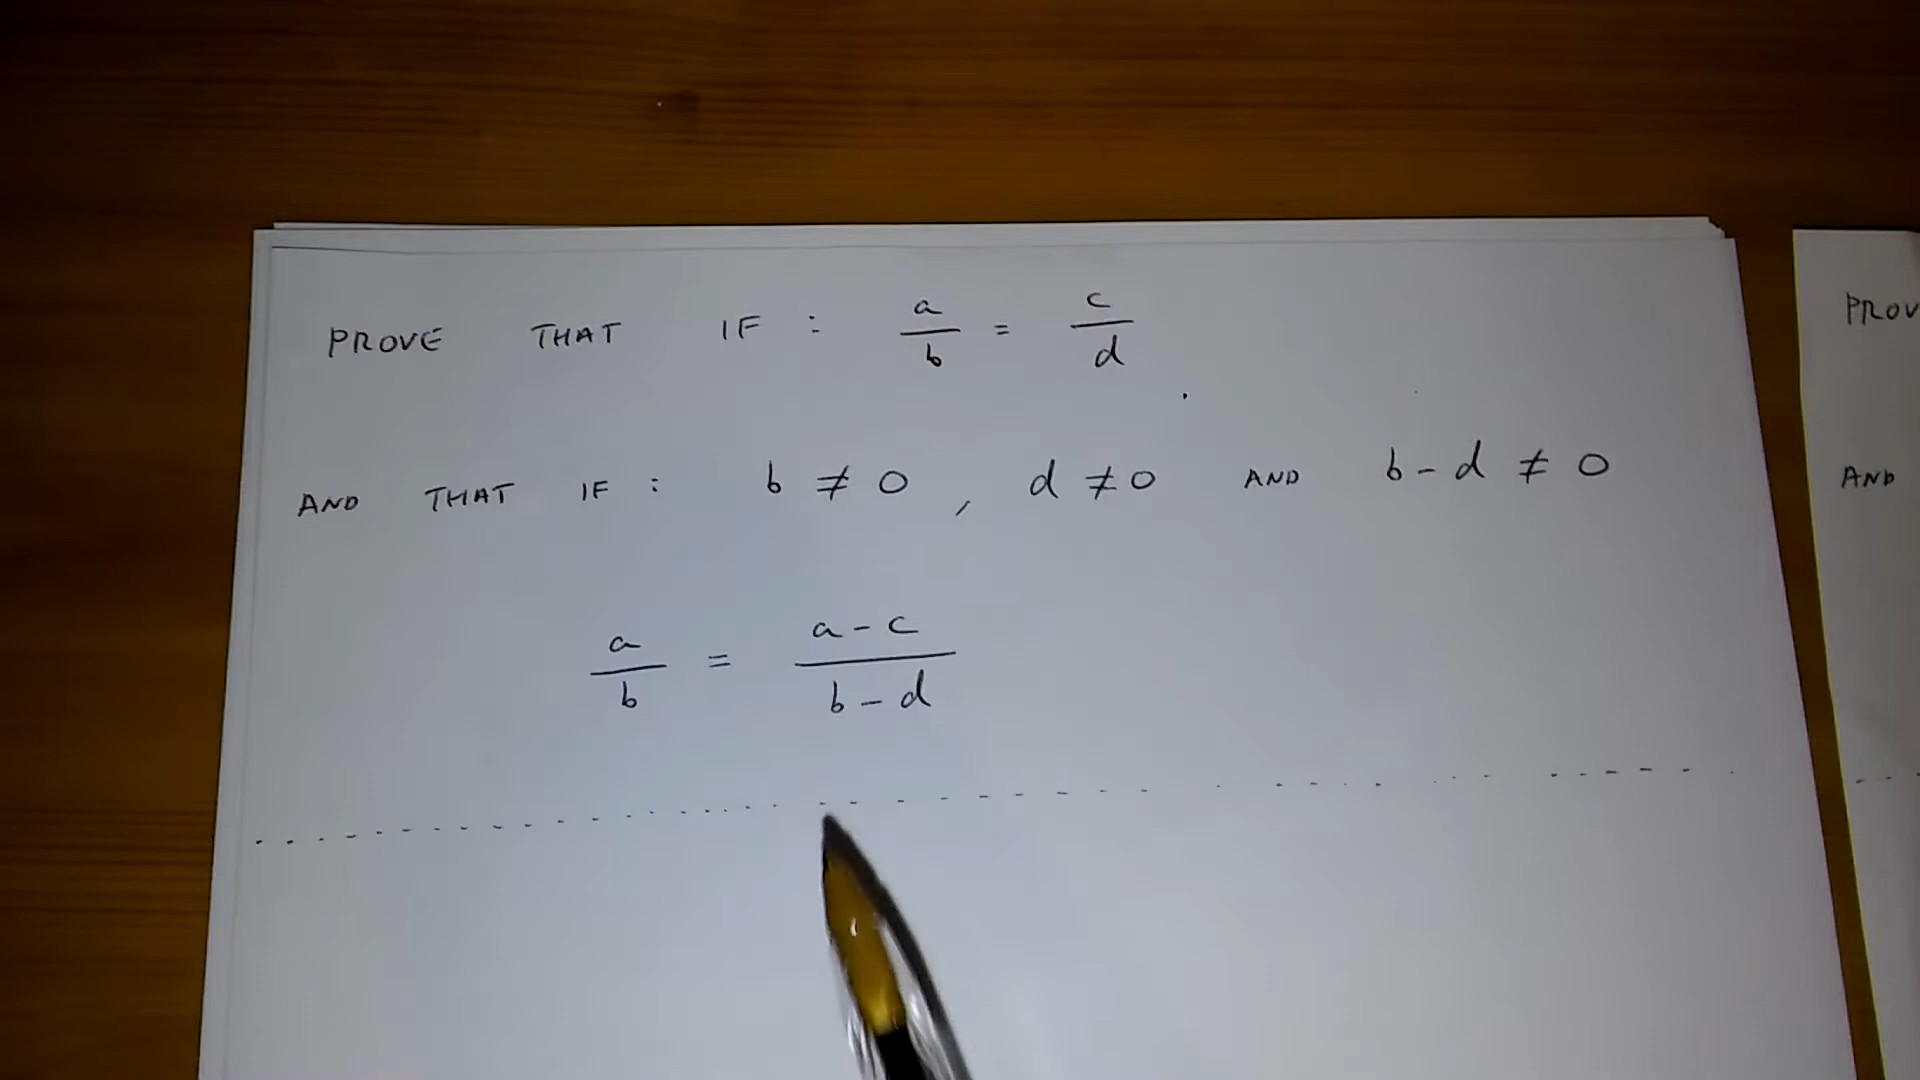 PROVE THAT IF : a/b = c/d
AND THAT IF : b ≠ 0 , d ≠ 0 AND b - d ≠ 0
a/b = a - c / b - d
PROV
AND